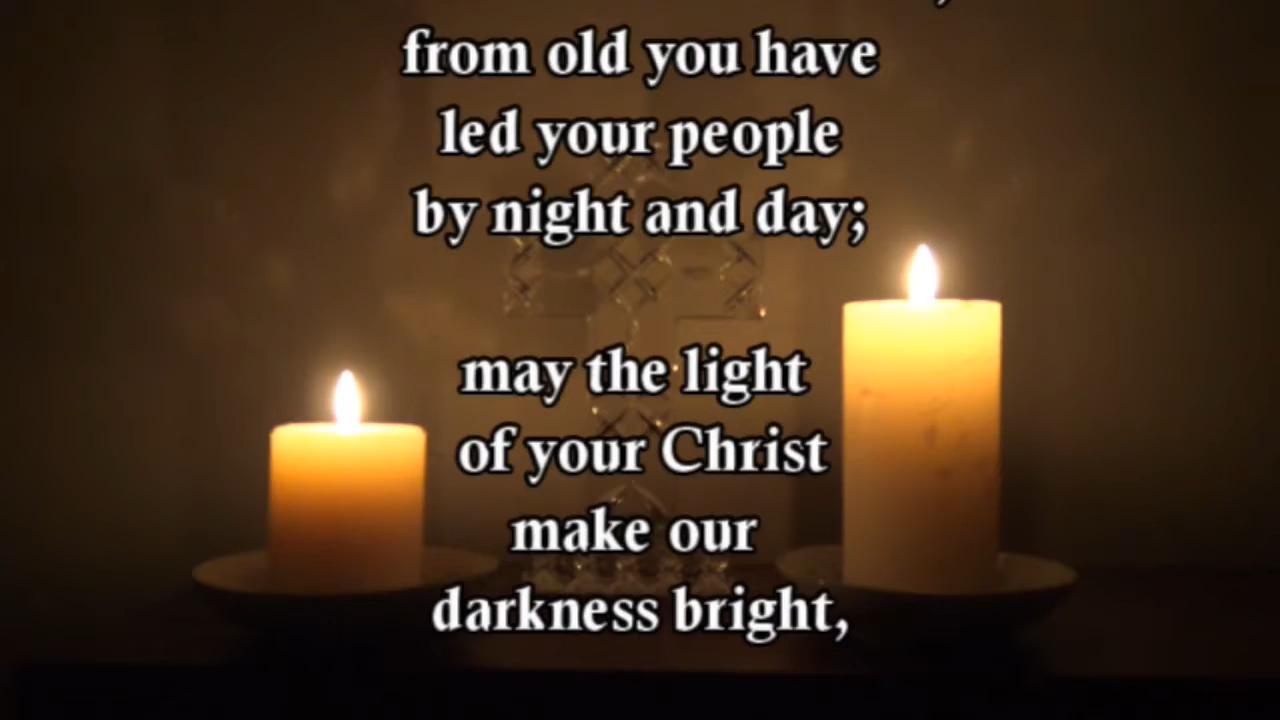 from old you have
led your people
by night and day;
may the light
of your Christ
make our
darkness bright,